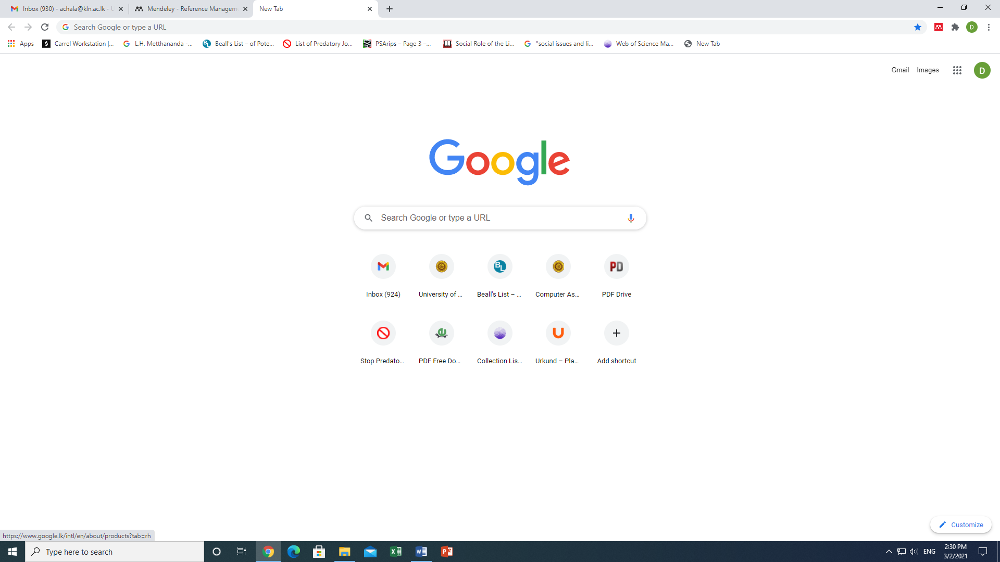 Inbox (930) - achala@kln.ac.lk - U
Mendeley - Reference Managem
New Tab
Search Google or type a URL
D
Apps
Carrel Workstation |...
L.H. Metthananda -...
Beall's List – of Pote...
List of Predatory Jo...
PSArips – Page 3 –...
Social Role of the Li...
"social issues and li...
Web of Science Ma...
New Tab
Gmail
Images
D
Google
Search Google or type a URL
BL
PD
Inbox (924)
University of ...
Beall's List – ...
Computer As...
PDF Drive
Stop Predato...
PDF Free Do...
Collection Lis...
Urkund – Pla...
Add shortcut
Customize
https://www.google.lk/intl/en/about/products?tab=rh
Type here to search
ENG
2:30 PM
3/2/2021